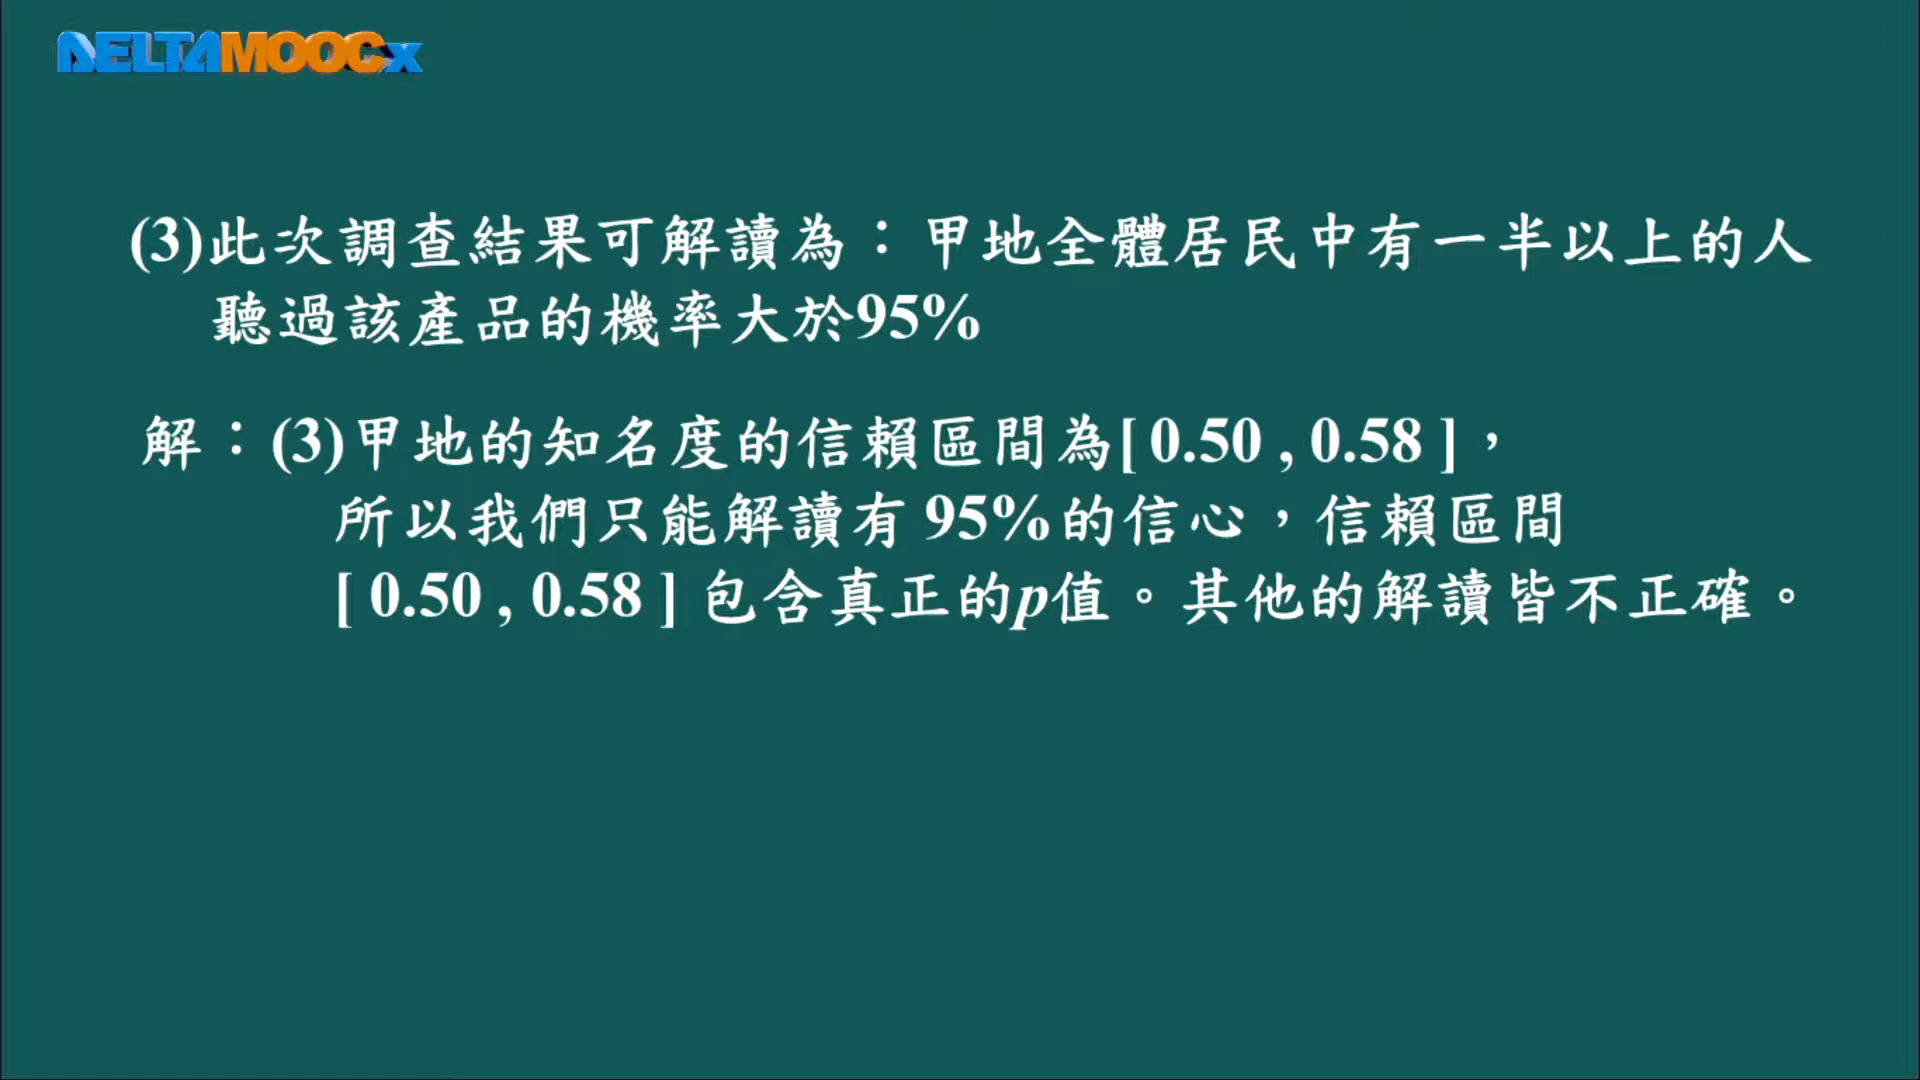 DELTAMOOCx
(3)此次調查結果可解讀為：甲地全體居民中有一半以上的人
聽過該產品的機率大於95%
解：(3)甲地的知名度的信賴區間為[ 0.50 , 0.58 ]，
所以我們只能解讀有 95%的信心，信賴區間
[ 0.50 , 0.58 ] 包含真正的p值。其他的解讀皆不正確。